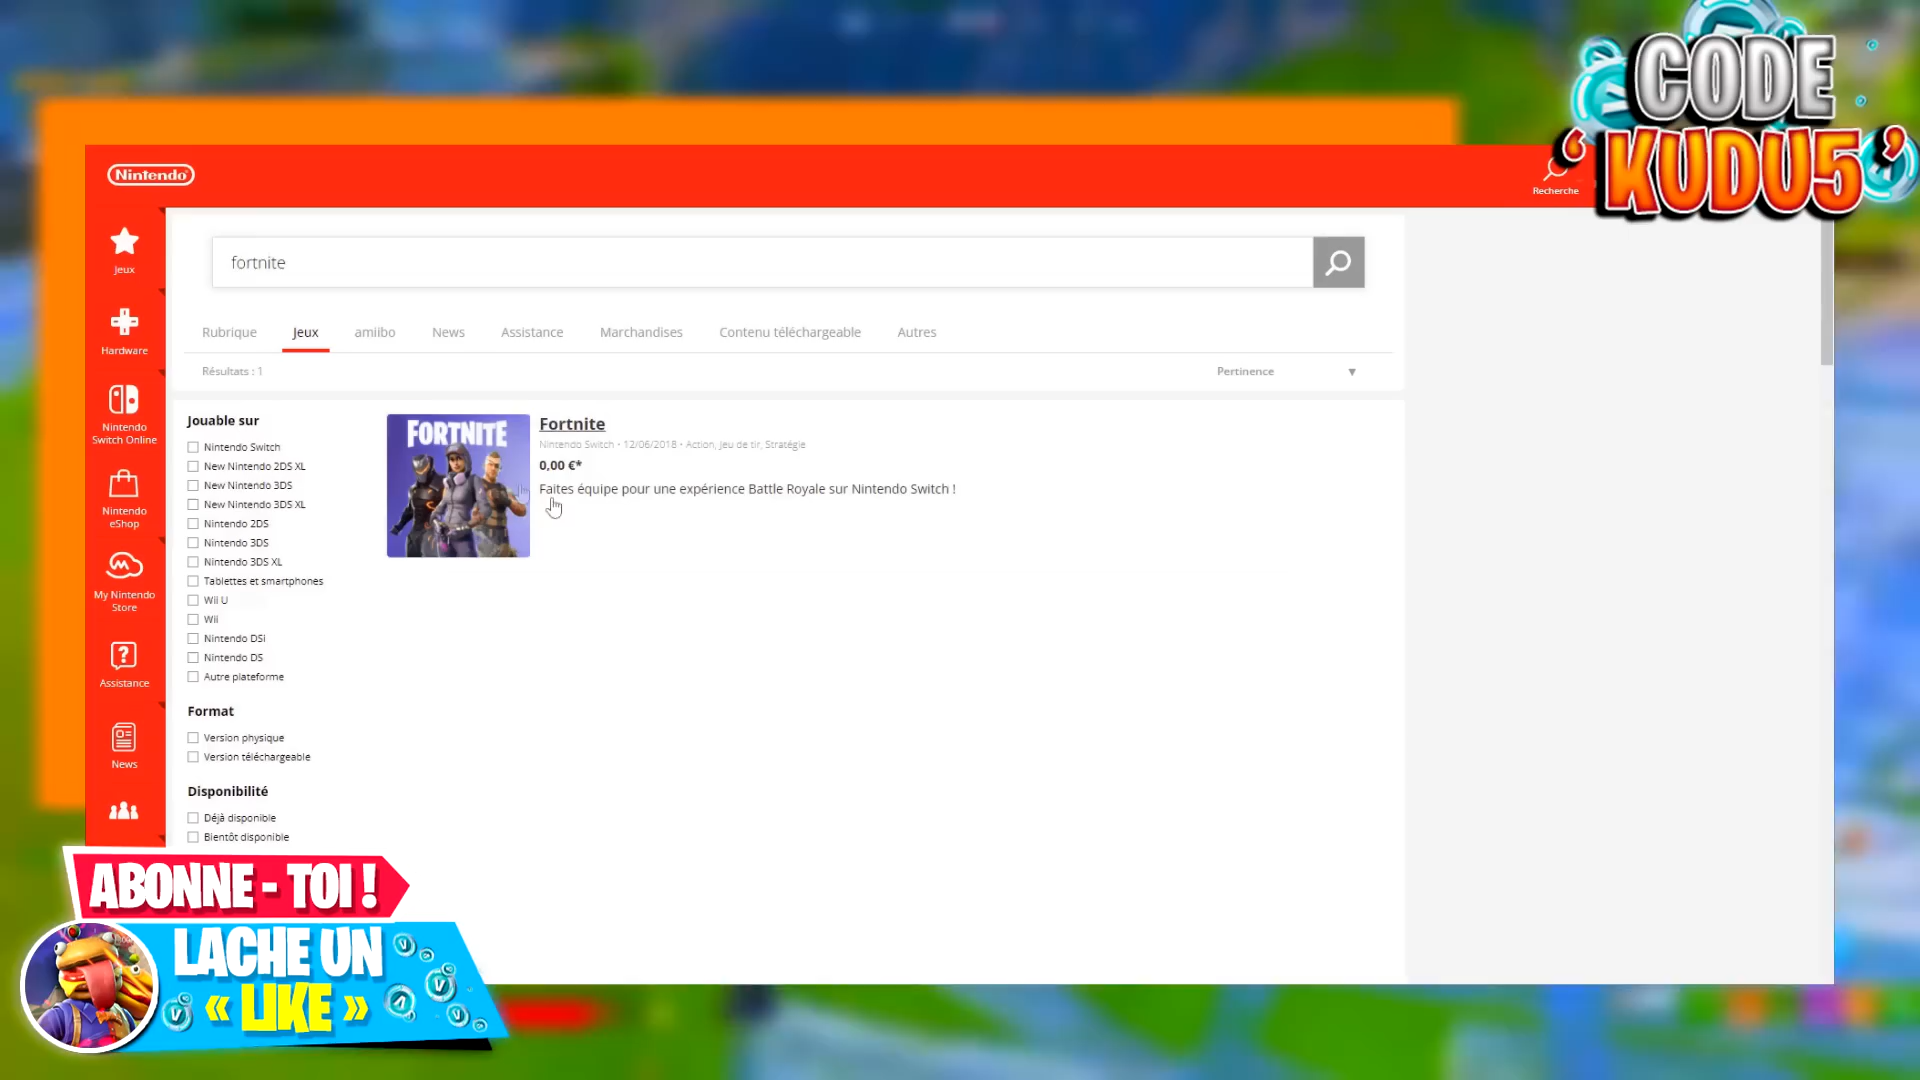 CODE
‘ KUDU5 ’
Nintendo
Recherche
Jeux
Hardware
Nintendo
Switch Online
Nintendo
eShop
My Nintendo
Store
Assistance
News
fortnite
Rubrique Jeux amiibo News Assistance Marchandises Contenu téléchargeable Autres
Résultats : 1 Pertinence ▼
Jouable sur
Nintendo Switch
New Nintendo 2DS XL
New Nintendo 3DS
New Nintendo 3DS XL
Nintendo 2DS
Nintendo 3DS
Nintendo 3DS XL
Tablettes et smartphones
Wii U
Wii
Nintendo DSi
Nintendo DS
Autre plateforme
Format
Version physique
Version téléchargeable
Disponibilité
Déjà disponible
Bientôt disponible
FORTNITE
Fortnite
Nintendo Switch • 12/06/2018 • Action, Jeu de tir, Stratégie
0,00 €*
Faites équipe pour une expérience Battle Royale sur Nintendo Switch !
ABONNE - TOI !
LACHE UN
« LIKE »